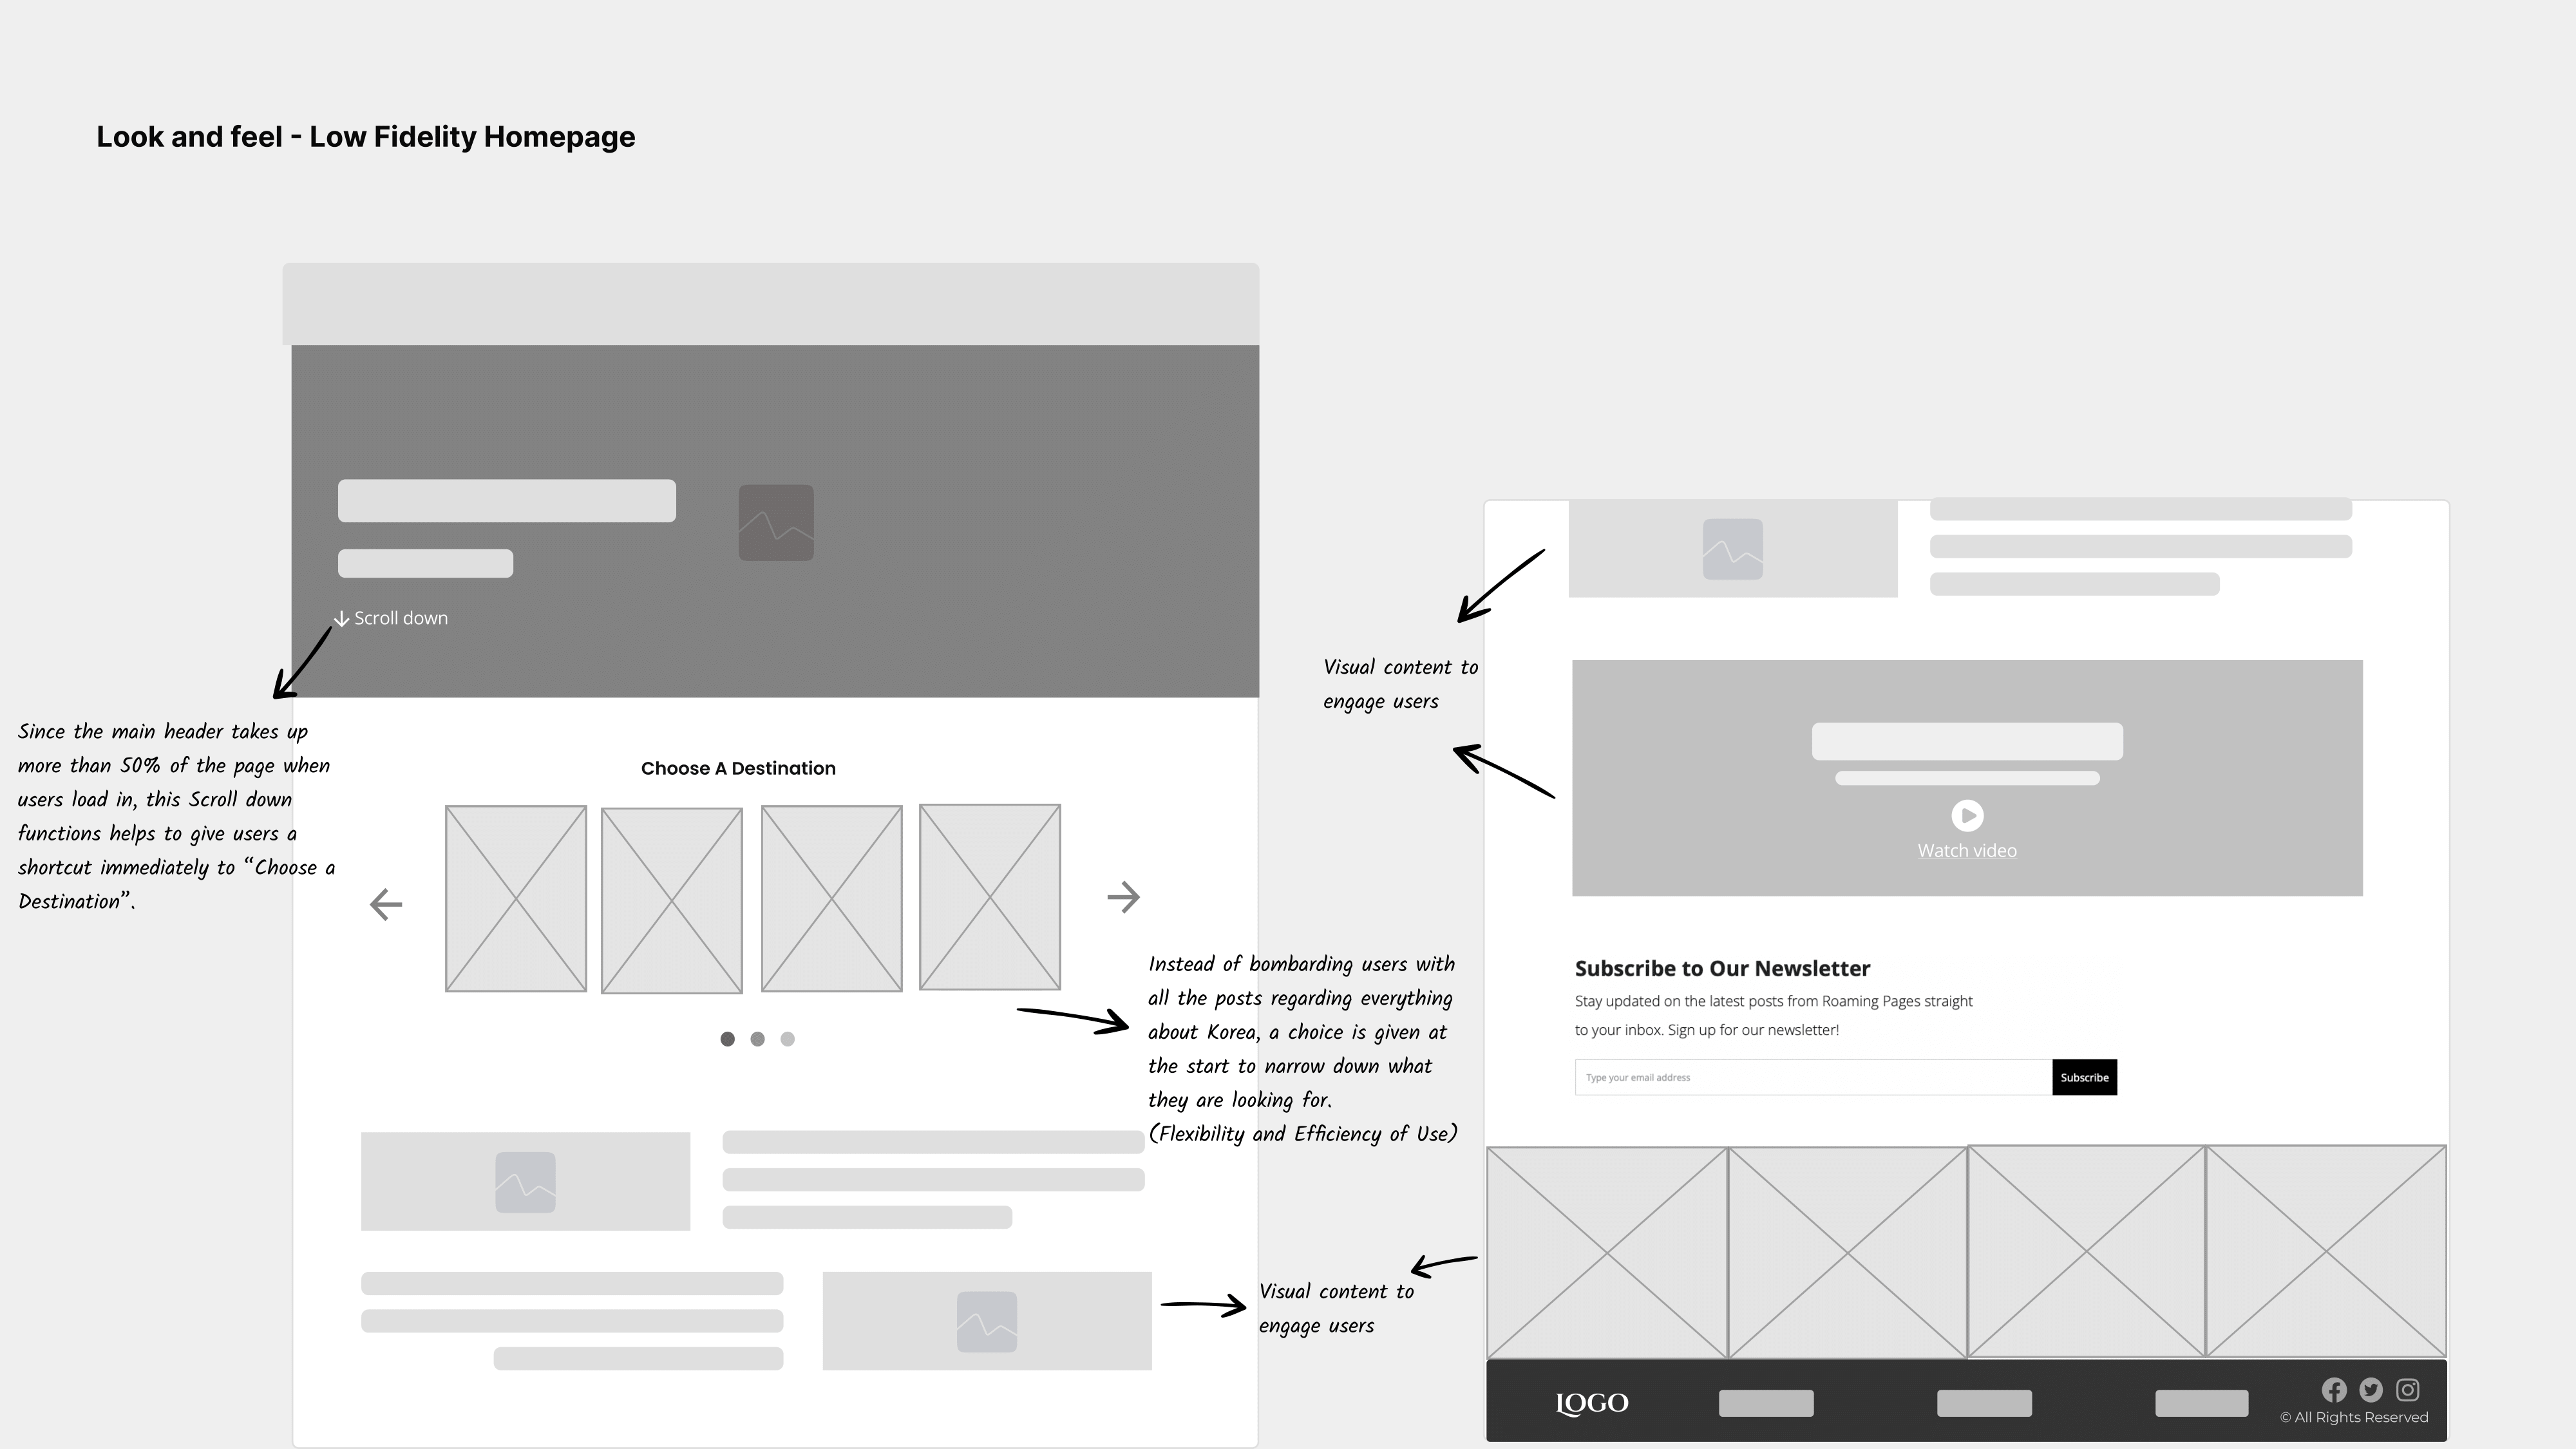 Look and feel - Low Fidelity Homepage
Scroll down
Since the main header takes up
more than 50% of the page when
users load in, this Scroll down
functions helps to give users a
shortcut immediately to “Choose a
Destination”.
Choose A Destination
Instead of bombarding users with
all the posts regarding everything
about Korea, a choice is given at
the start to narrow down what
they are looking for.
(Flexibility and Efficiency of Use)
Visual content to
engage users
Visual content to
engage users
Watch video
Subscribe to Our Newsletter
Stay updated on the latest posts from Roaming Pages straight
to your inbox. Sign up for our newsletter!
Type your email address
Subscribe
LOGO
© All Rights Reserved